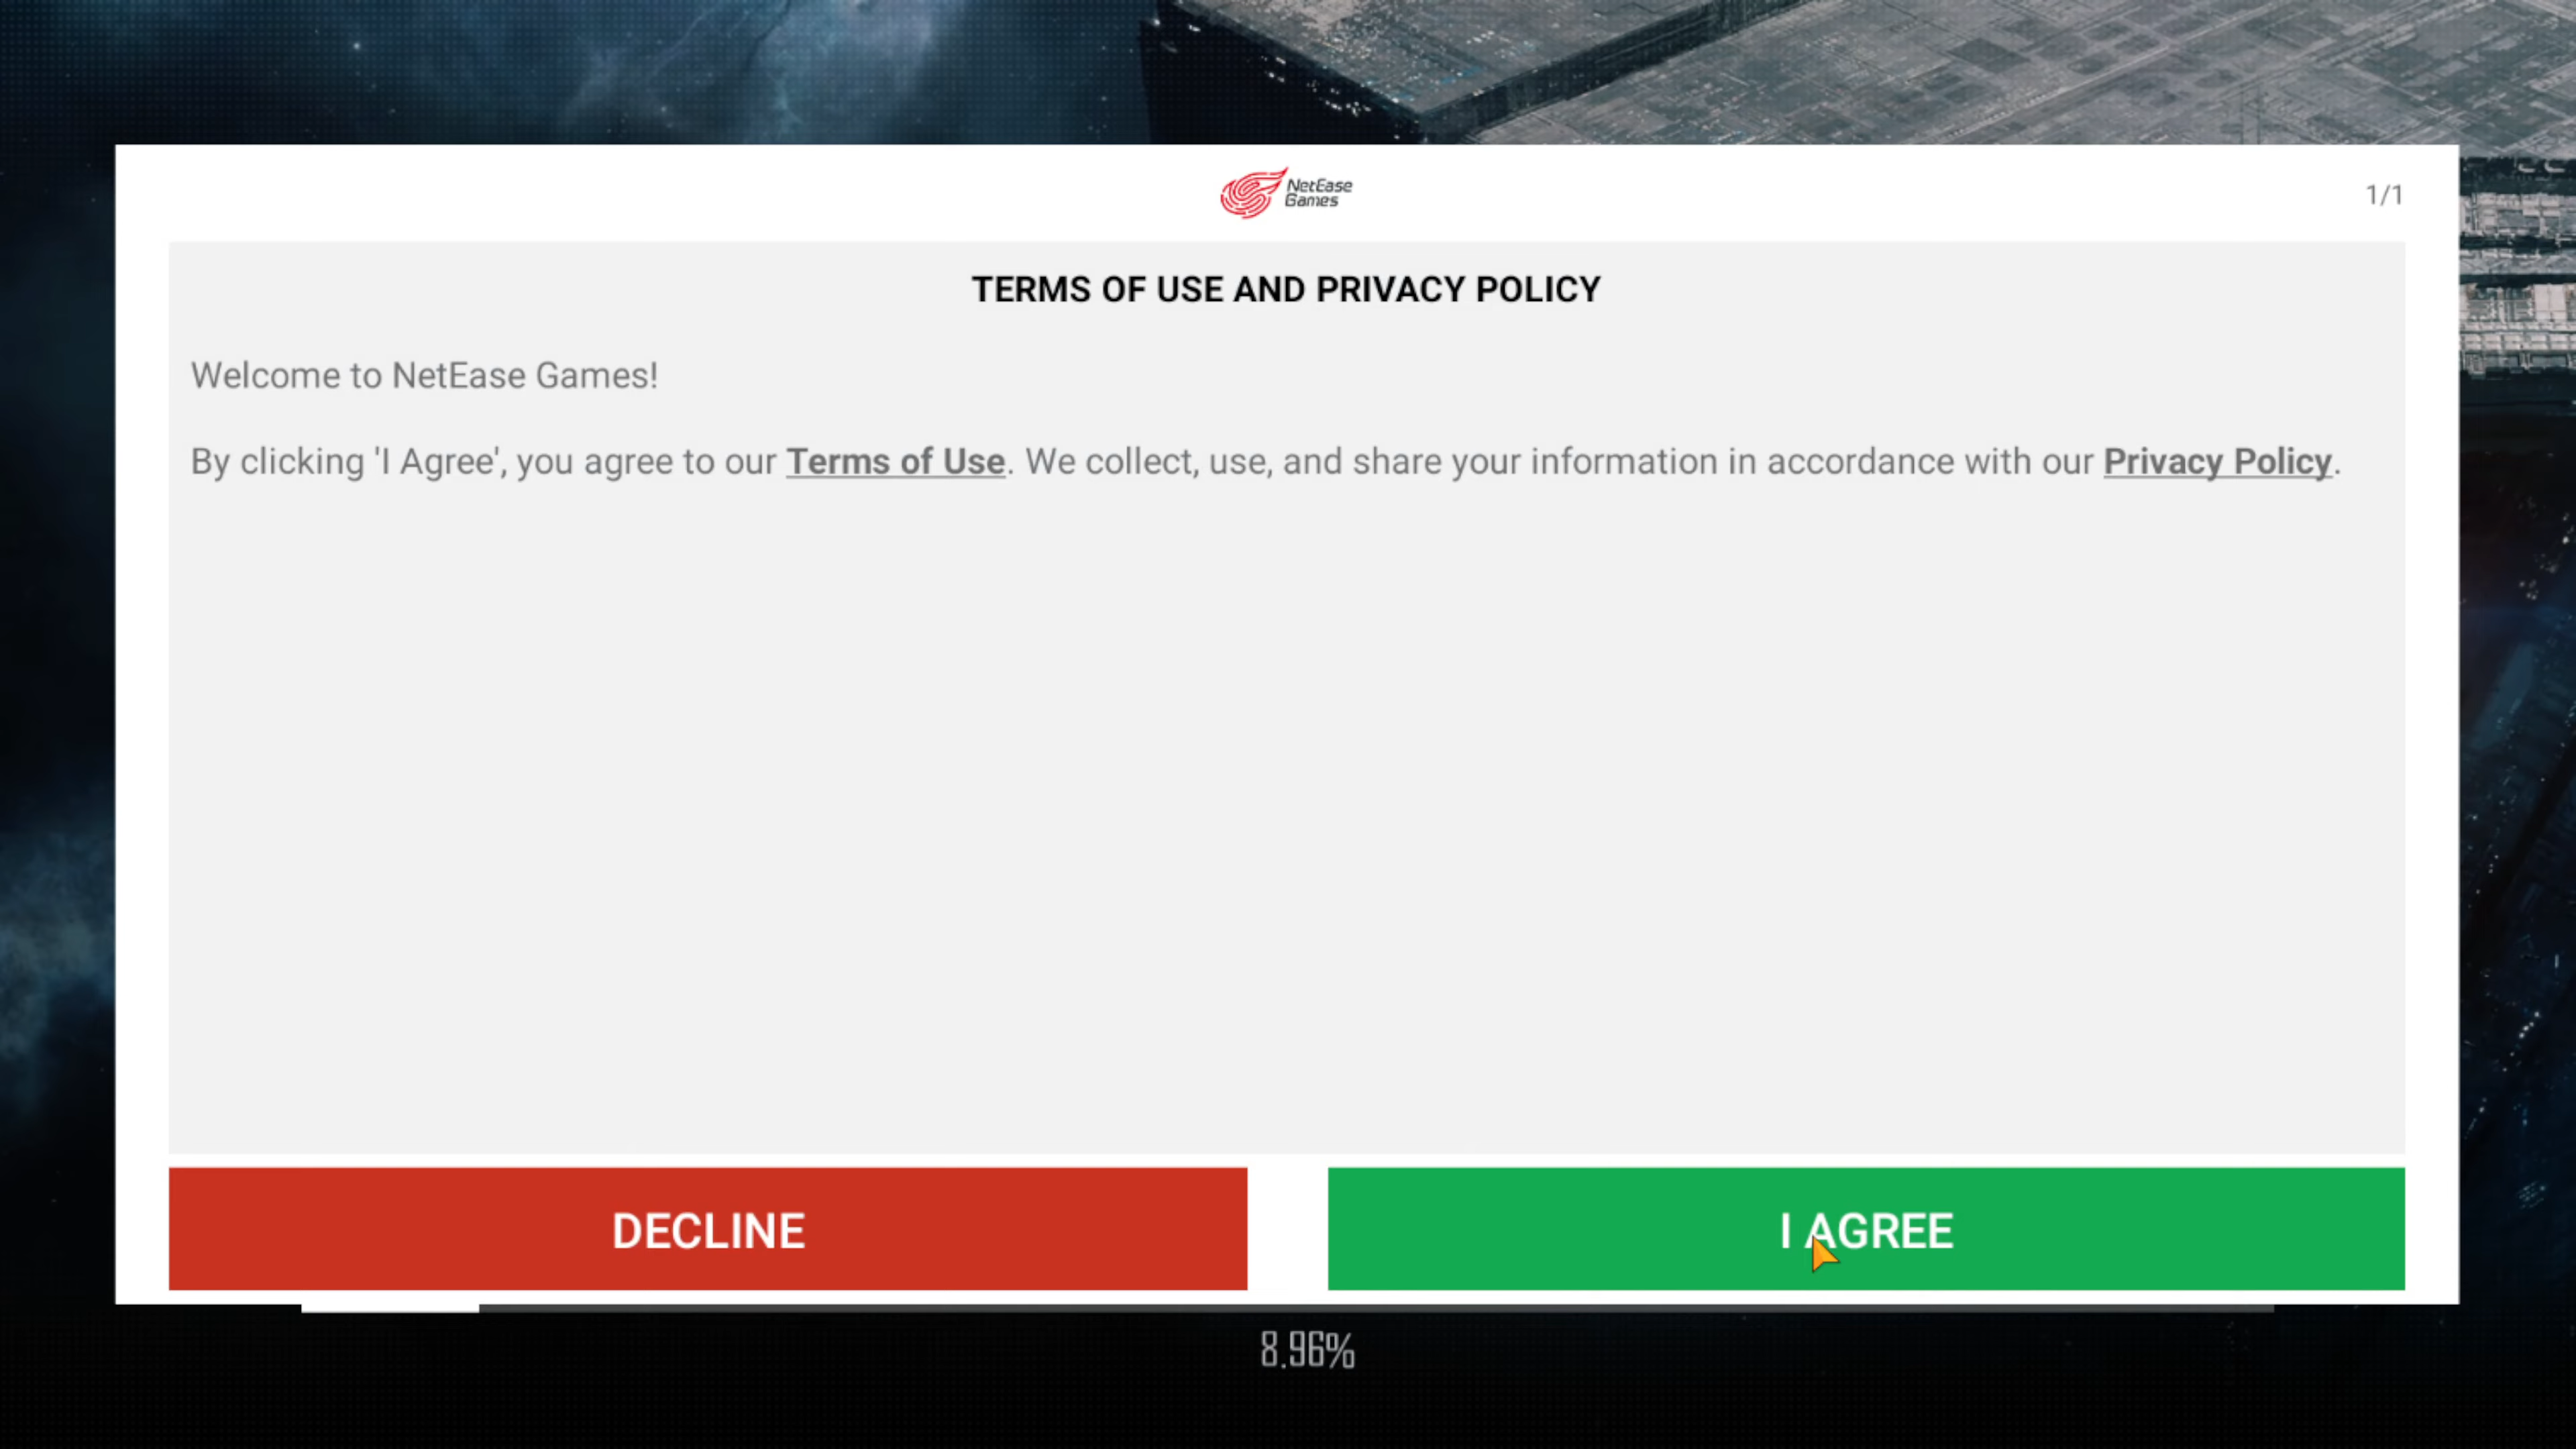 NetEase
Games
1/1
TERMS OF USE AND PRIVACY POLICY
Welcome to NetEase Games!
By clicking 'I Agree', you agree to our Terms of Use. We collect, use, and share your information in accordance with our Privacy Policy.
DECLINE
I AGREE
8.96%